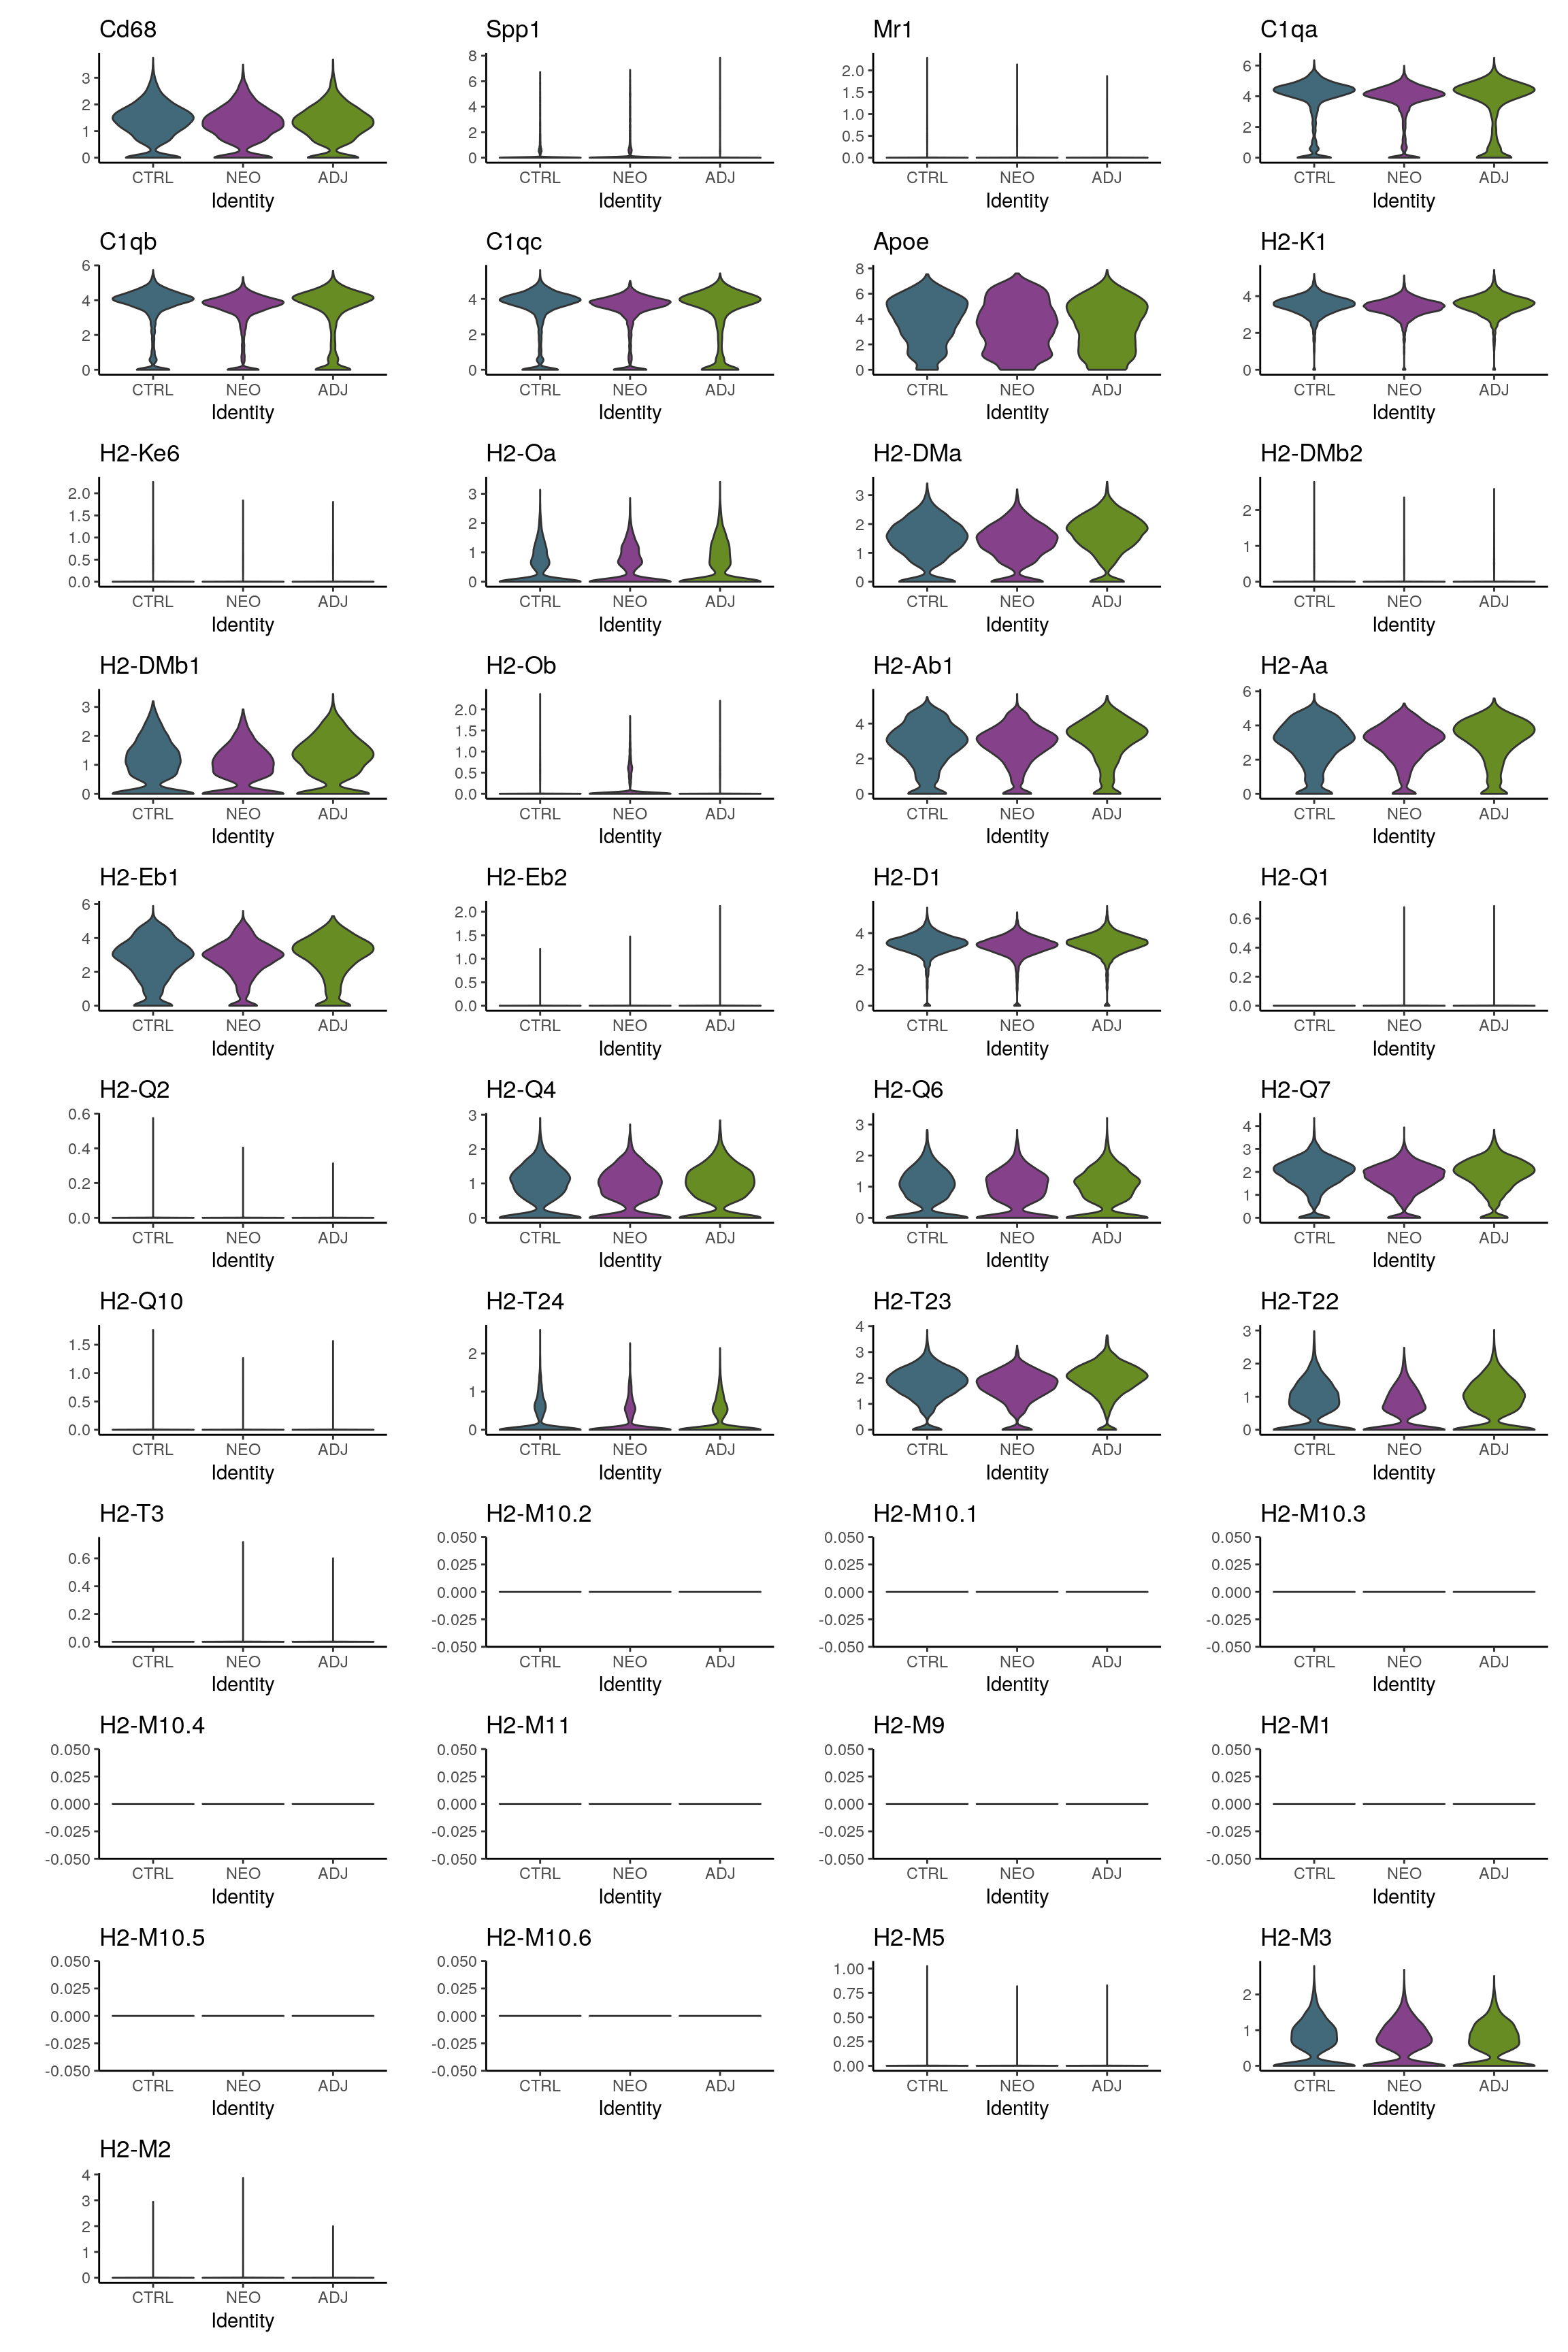 Cd68
3
2
1
0
CTRL NEO ADJ
Identity
Spp1
8
6
4
2
0
CTRL NEO ADJ
Identity
Mr1
2.0
1.5
1.0
0.5
0.0
CTRL NEO ADJ
Identity
C1qa
6
4
2
0
CTRL NEO ADJ
Identity
C1qb
6
4
2
0
CTRL NEO ADJ
Identity
C1qc
4
2
0
CTRL NEO ADJ
Identity
Apoe
8
6
4
2
0
CTRL NEO ADJ
Identity
H2-K1
4
2
0
CTRL NEO ADJ
Identity
H2-Ke6
2.0
1.5
1.0
0.5
0.0
CTRL NEO ADJ
Identity
H2-Oa
3
2
1
0
CTRL NEO ADJ
Identity
H2-DMa
3
2
1
0
CTRL NEO ADJ
Identity
H2-DMb2
2
1
0
CTRL NEO ADJ
Identity
H2-DMb1
3
2
1
0
CTRL NEO ADJ
Identity
H2-Ob
2.0
1.5
1.0
0.5
0.0
CTRL NEO ADJ
Identity
H2-Ab1
4
2
0
CTRL NEO ADJ
Identity
H2-Aa
6
4
2
0
CTRL NEO ADJ
Identity
H2-Eb1
6
4
2
0
CTRL NEO ADJ
Identity
H2-Eb2
2.0
1.5
1.0
0.5
0.0
CTRL NEO ADJ
Identity
H2-D1
4
2
0
CTRL NEO ADJ
Identity
H2-Q1
0.6
0.4
0.2
0.0
CTRL NEO ADJ
Identity
H2-Q2
0.6
0.4
0.2
0.0
CTRL NEO ADJ
Identity
H2-Q4
3
2
1
0
CTRL NEO ADJ
Identity
H2-Q6
3
2
1
0
CTRL NEO ADJ
Identity
H2-Q7
4
3
2
1
0
CTRL NEO ADJ
Identity
H2-Q10
1.5
1.0
0.5
0.0
CTRL NEO ADJ
Identity
H2-T24
2
1
0
CTRL NEO ADJ
Identity
H2-T23
4
3
2
1
0
CTRL NEO ADJ
Identity
H2-T22
3
2
1
0
CTRL NEO ADJ
Identity
H2-T3
0.6
0.4
0.2
0.0
CTRL NEO ADJ
Identity
H2-M10.2
0.050
0.025
0.000
-0.025
-0.050
CTRL NEO ADJ
Identity
H2-M10.1
0.050
0.025
0.000
-0.025
-0.050
CTRL NEO ADJ
Identity
H2-M10.3
0.050
0.025
0.000
-0.025
-0.050
CTRL NEO ADJ
Identity
H2-M10.4
0.050
0.025
0.000
-0.025
-0.050
CTRL NEO ADJ
Identity
H2-M11
0.050
0.025
0.000
-0.025
-0.050
CTRL NEO ADJ
Identity
H2-M9
0.050
0.025
0.000
-0.025
-0.050
CTRL NEO ADJ
Identity
H2-M1
0.050
0.025
0.000
-0.025
-0.050
CTRL NEO ADJ
Identity
H2-M10.5
0.050
0.025
0.000
-0.025
-0.050
CTRL NEO ADJ
Identity
H2-M10.6
0.050
0.025
0.000
-0.025
-0.050
CTRL NEO ADJ
Identity
H2-M5
1.00
0.75
0.50
0.25
0.00
CTRL NEO ADJ
Identity
H2-M3
2
1
0
CTRL NEO ADJ
Identity
H2-M2
4
3
2
1
0
CTRL NEO ADJ
Identity